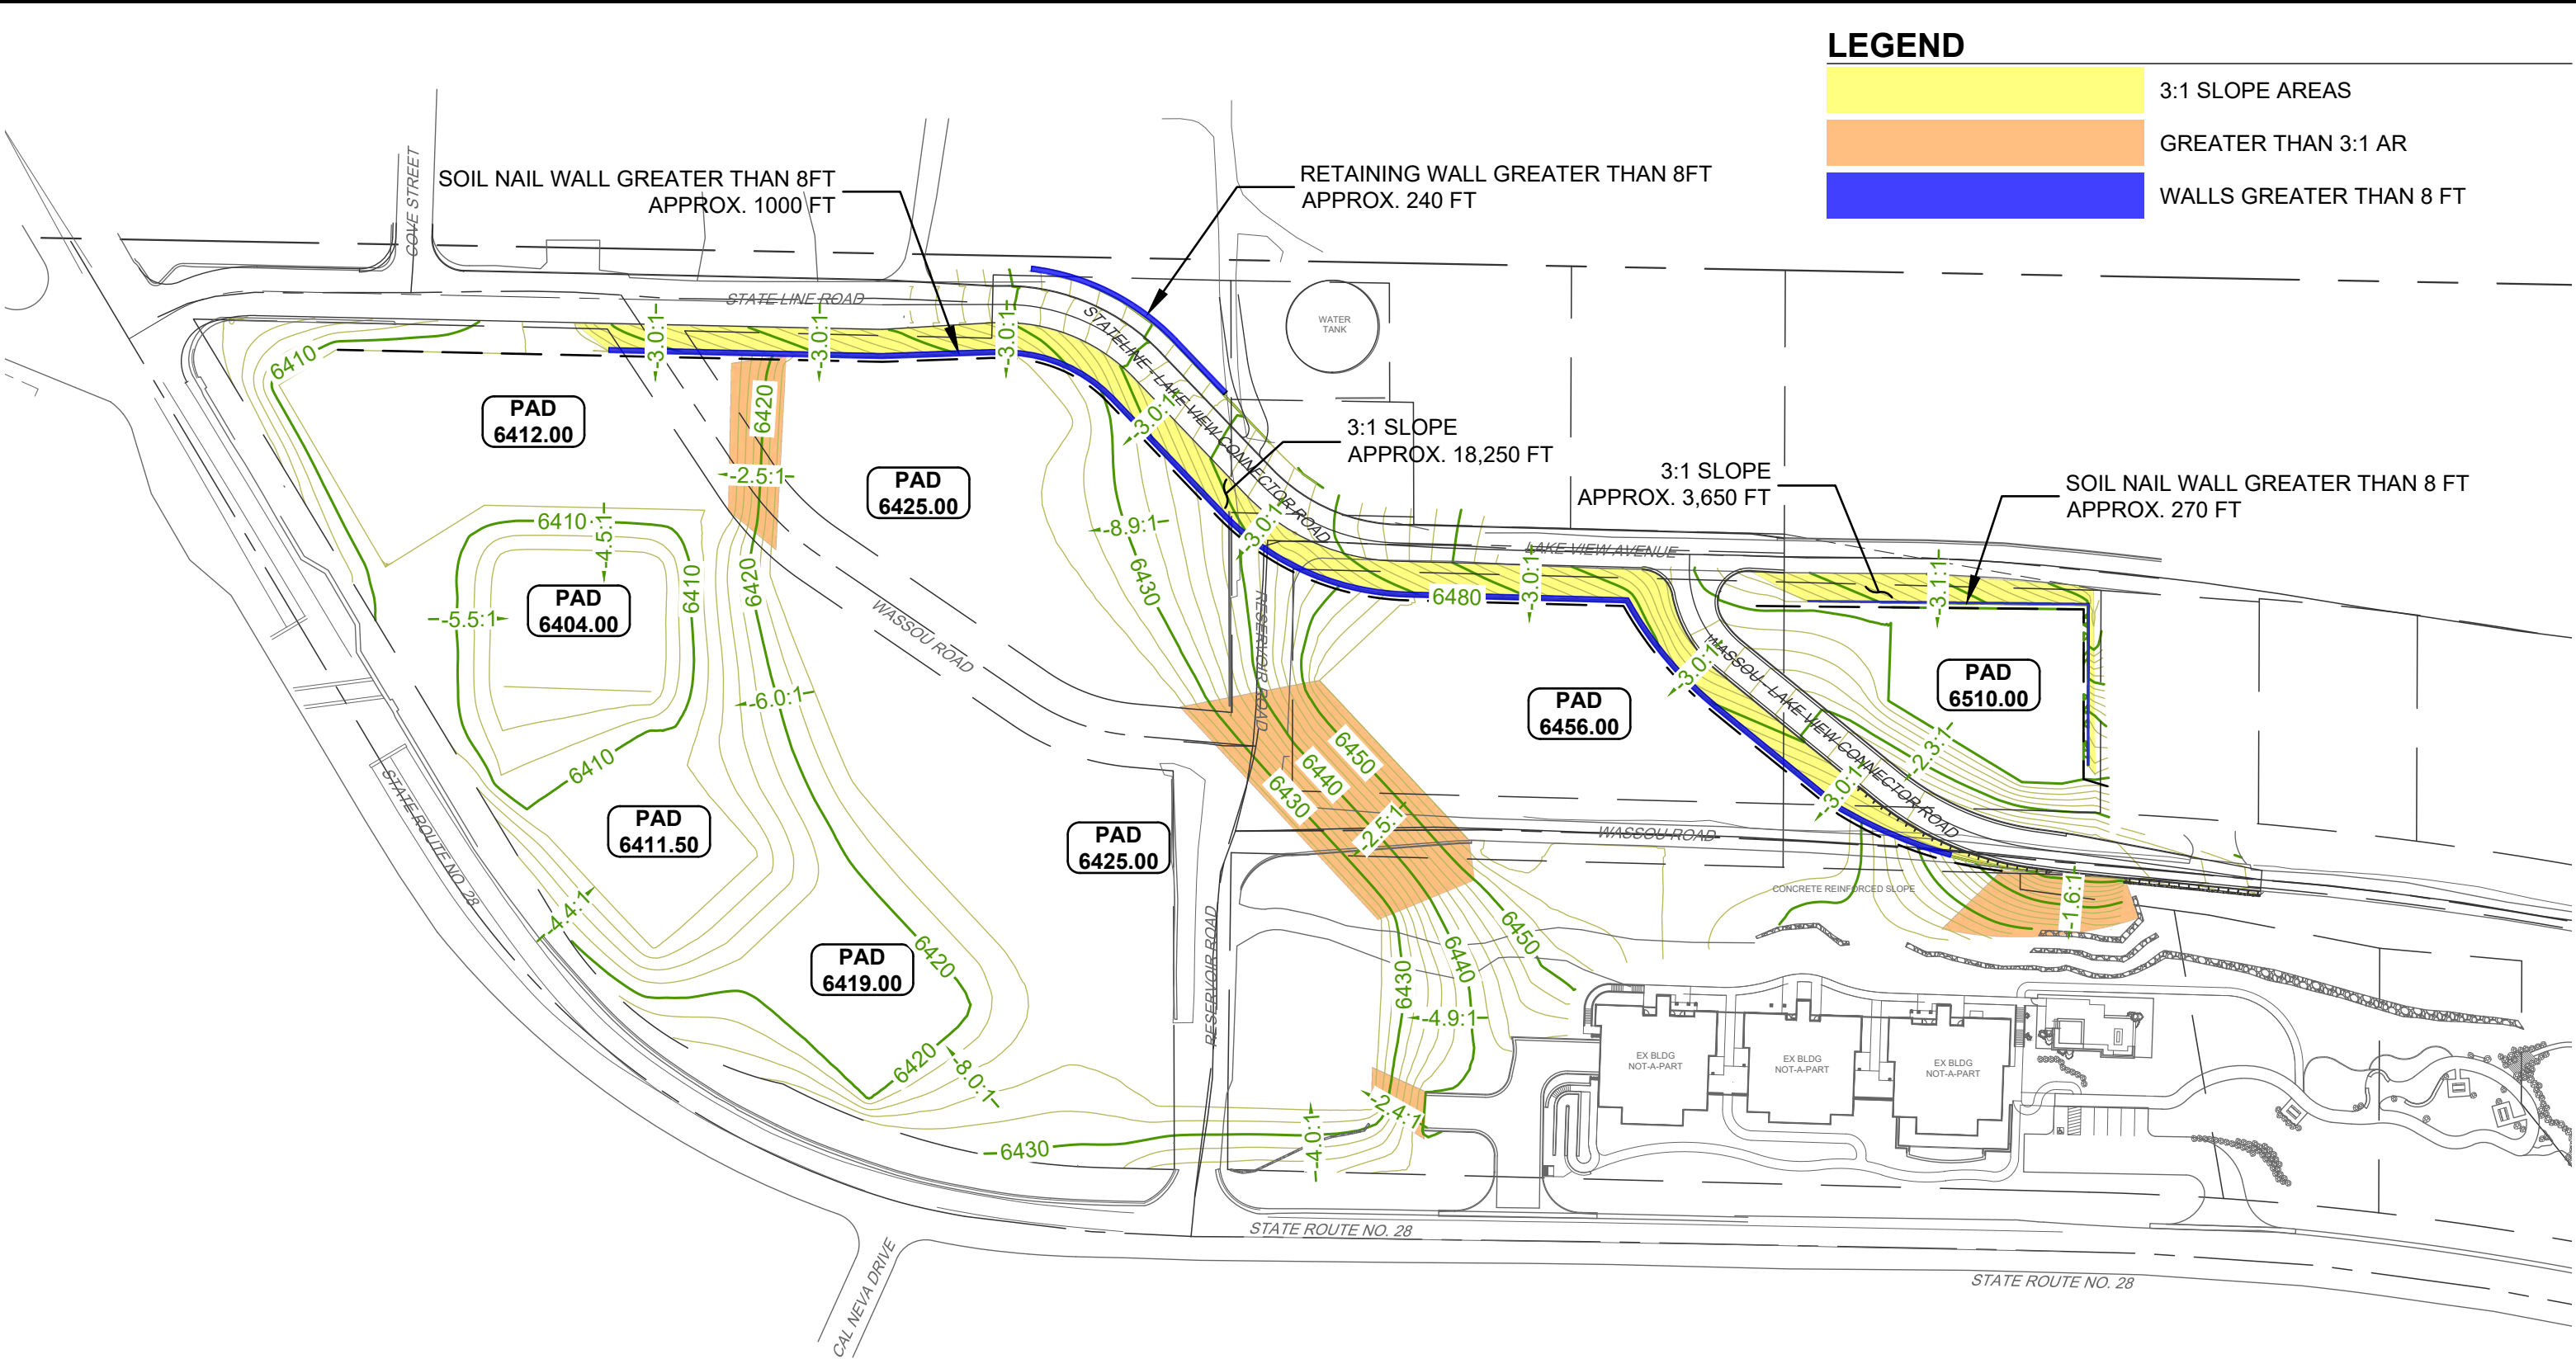 LEGEND
3:1 SLOPE AREAS
GREATER THAN 3:1 AR
WALLS GREATER THAN 8 FT
COVE STREET
SOIL NAIL WALL GREATER THAN 8FT
APPROX. 1000 FT
RETAINING WALL GREATER THAN 8FT
APPROX. 240 FT
STATE LINE ROAD
STATELINE - LAKE VIEW CONNECTOR ROAD
WATER
TANK
3:1 SLOPE
APPROX. 18,250 FT
3:1 SLOPE
APPROX. 3,650 FT
SOIL NAIL WALL GREATER THAN 8 FT
APPROX. 270 FT
6410
-3.0:1
-3.0:1
-3.0:1
-3.0:1
-3.0:1
PAD
6412.00
6420
-2.5:1
PAD
6425.00
-8.9:1
6430
LAKE VIEW AVENUE
6480
-3.0:1
-3.1:1
6410
-4.5:1
6410
PAD
6404.00
-5.5:1
6420
WASSOU ROAD
RESERVOIR ROAD
-3.0:1
WASSOU - LAKE VIEW CONNECTOR ROAD
PAD
6510.00
-2.3:1
-6.0:1
PAD
6456.00
6410
6450
6440
6430
-2.5:1
-3.0:1
STATE ROUTE NO. 28
PAD
6411.50
PAD
6425.00
WASSOU ROAD
CONCRETE REINFORCED SLOPE
-1.6:1
-4.4:1
6420
PAD
6419.00
RESERVOIR ROAD
6430
6440
6450
-4.9:1
6420
-8.0:1
-2.4:1
-4.0:1
6430
EX BLDG
NOT-A-PART
EX BLDG
NOT-A-PART
EX BLDG
NOT-A-PART
STATE ROUTE NO. 28
CAL NEVA DRIVE
STATE ROUTE NO. 28